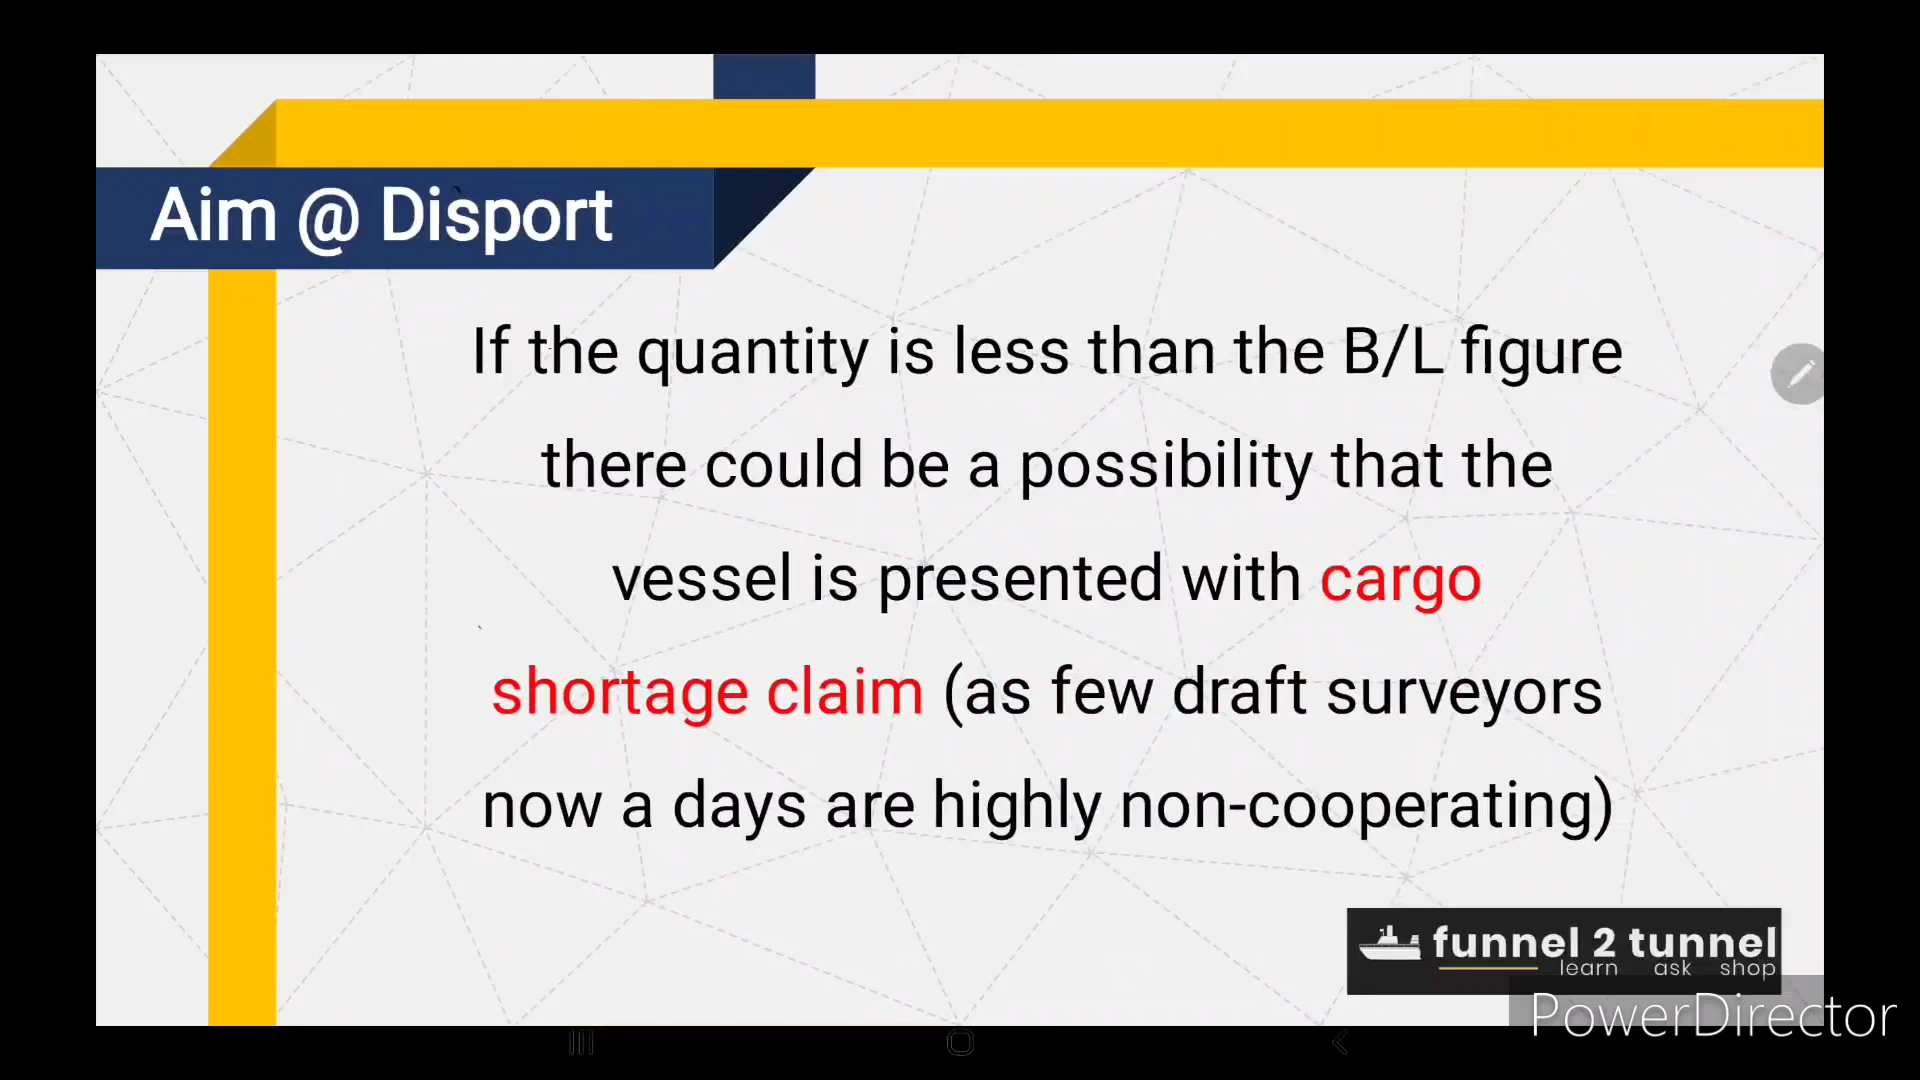 Aim @ Disport
If the quantity is less than the B/L figure
there could be a possibility that the
vessel is presented with cargo
shortage claim (as few draft surveyors
now a days are highly non-cooperating)
funnel 2 tunnel
learn ask shop
PowerDirector